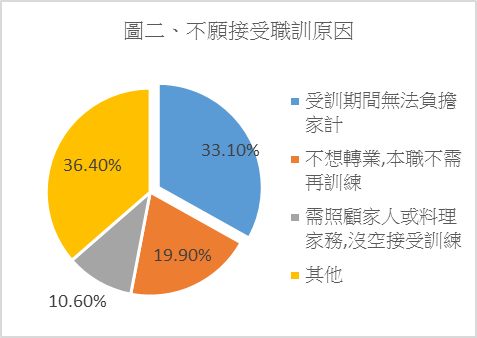 圖二、不願接受職訓原因
33.10%
19.90%
10.60%
36.40%
受訓期間無法負擔
家計
不想轉業,本職不需
再訓練
需照顧家人或料理
家務,沒空接受訓練
其他